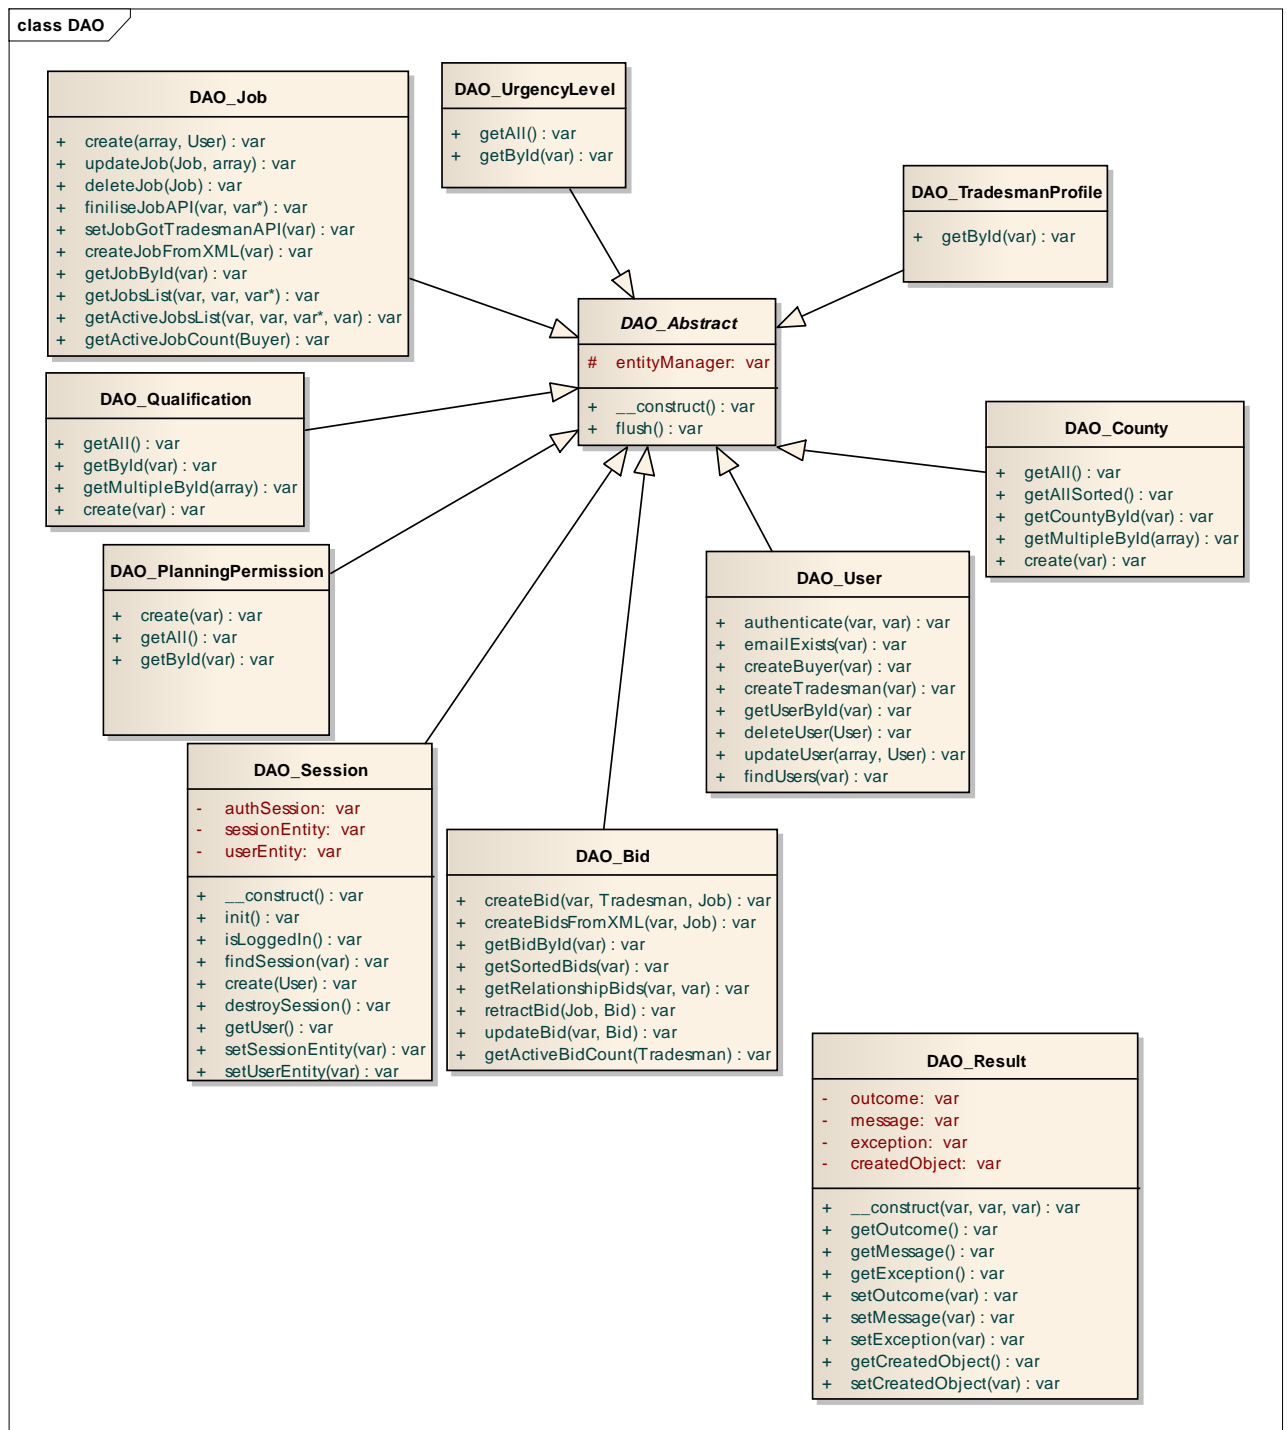 class DAO
DAO_Job
+ create(array, User) : var
+ updateJob(Job, array) : var
+ deleteJob(Job) : var
+ finiliseJobAPI(var, var*) : var
+ setJobGotTradesmanAPI(var) : var
+ createJobFromXML(var) : var
+ getJobById(var) : var
+ getJobsList(var, var, var*) : var
+ getActiveJobsList(var, var, var*, var) : var
+ getActiveJobCount(Buyer) : var
DAO_UrgencyLevel
+ getAll() : var
+ getById(var) : var
DAO_TradesmanProfile
+ getById(var) : var
DAO_Abstract
# entityManager: var
+ __construct() : var
+ flush() : var
DAO_Qualification
+ getAll() : var
+ getById(var) : var
+ getMultipleById(array) : var
+ create(var) : var
DAO_County
+ getAll() : var
+ getAllSorted() : var
+ getCountyById(var) : var
+ getMultipleById(array) : var
+ create(var) : var
DAO_PlanningPermission
+ create(var) : var
+ getAll() : var
+ getById(var) : var
DAO_User
+ authenticate(var, var) : var
+ emailExists(var) : var
+ createBuyer(var) : var
+ createTradesman(var) : var
+ getUserById(var) : var
+ deleteUser(User) : var
+ updateUser(array, User) : var
+ findUsers(var) : var
DAO_Session
- authSession: var
- sessionEntity: var
- userEntity: var
+ __construct() : var
+ init() : var
+ isLoggedIn() : var
+ findSession(var) : var
+ create(User) : var
+ destroySession() : var
+ getUser() : var
+ setSessionEntity(var) : var
+ setUserEntity(var) : var
DAO_Bid
+ createBid(var, Tradesman, Job) : var
+ createBidsFromXML(var, Job) : var
+ getBidById(var) : var
+ getSortedBids(var) : var
+ getRelationshipBids(var, var) : var
+ retractBid(Job, Bid) : var
+ updateBid(var, Bid) : var
+ getActiveBidCount(Tradesman) : var
DAO_Result
- outcome: var
- message: var
- exception: var
- createdObject: var
+ __construct(var, var, var) : var
+ getOutcome() : var
+ getMessage() : var
+ getException() : var
+ setOutcome(var) : var
+ setMessage(var) : var
+ setException(var) : var
+ getCreatedObject() : var
+ setCreatedObject(var) : var